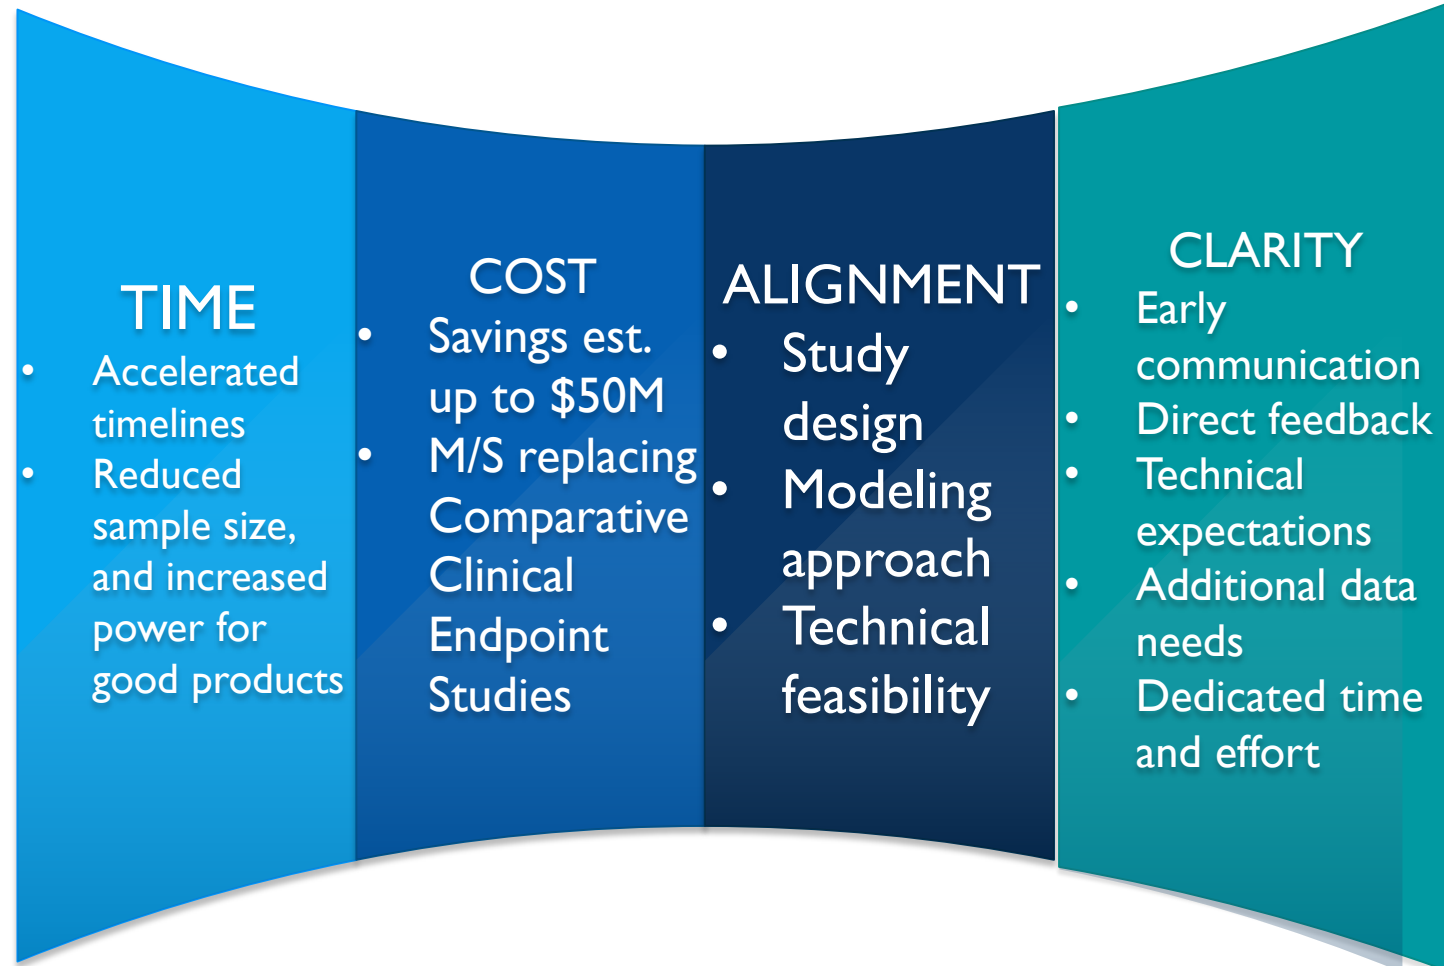 TIME
• Accelerated
timelines
• Reduced
sample size,
and increased
power for
good products
COST
• Savings est.
up to $50M
• M/S replacing
Comparative
Clinical
Endpoint
Studies
ALIGNMENT
• Study
design
• Modeling
approach
• Technical
feasibility
CLARITY
• Early
communication
• Direct feedback
• Technical
expectations
• Additional data
needs
• Dedicated time
and effort